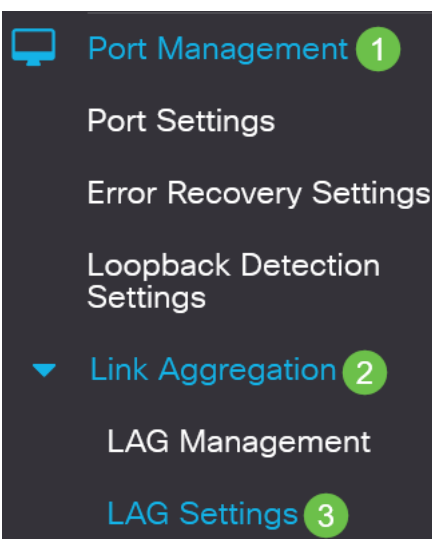 Port Management 1
Port Settings
Error Recovery Settings
Loopback Detection
Settings
Link Aggregation 2
LAG Management
LAG Settings 3